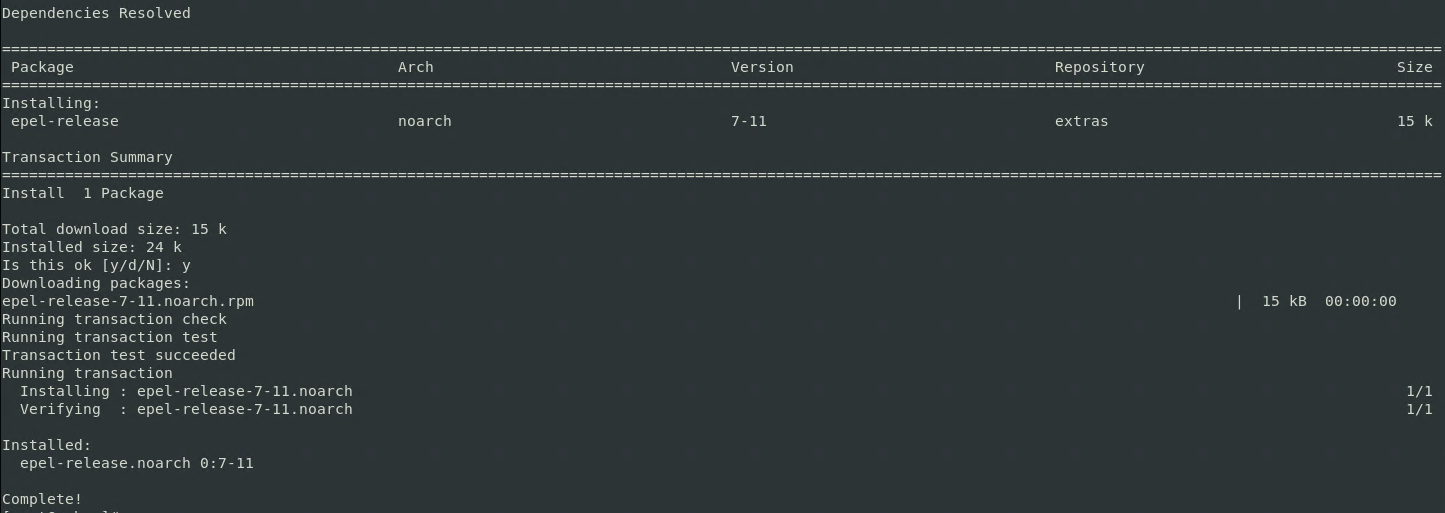 Dependencies Resolved
================================================================================================================================================================
Package Arch Version Repository Size
================================================================================================================================================================
Installing:
epel-release noarch 7-11 extras 15 k
Transaction Summary
================================================================================================================================================================
Install 1 Package
Total download size: 15 k
Installed size: 24 k
Is this ok [y/d/N]: y
Downloading packages:
epel-release-7-11.noarch.rpm | 15 kB 00:00:00
Running transaction check
Running transaction test
Transaction test succeeded
Running transaction
Installing : epel-release-7-11.noarch 1/1
Verifying : epel-release-7-11.noarch 1/1
Installed:
epel-release.noarch 0:7-11
Complete!